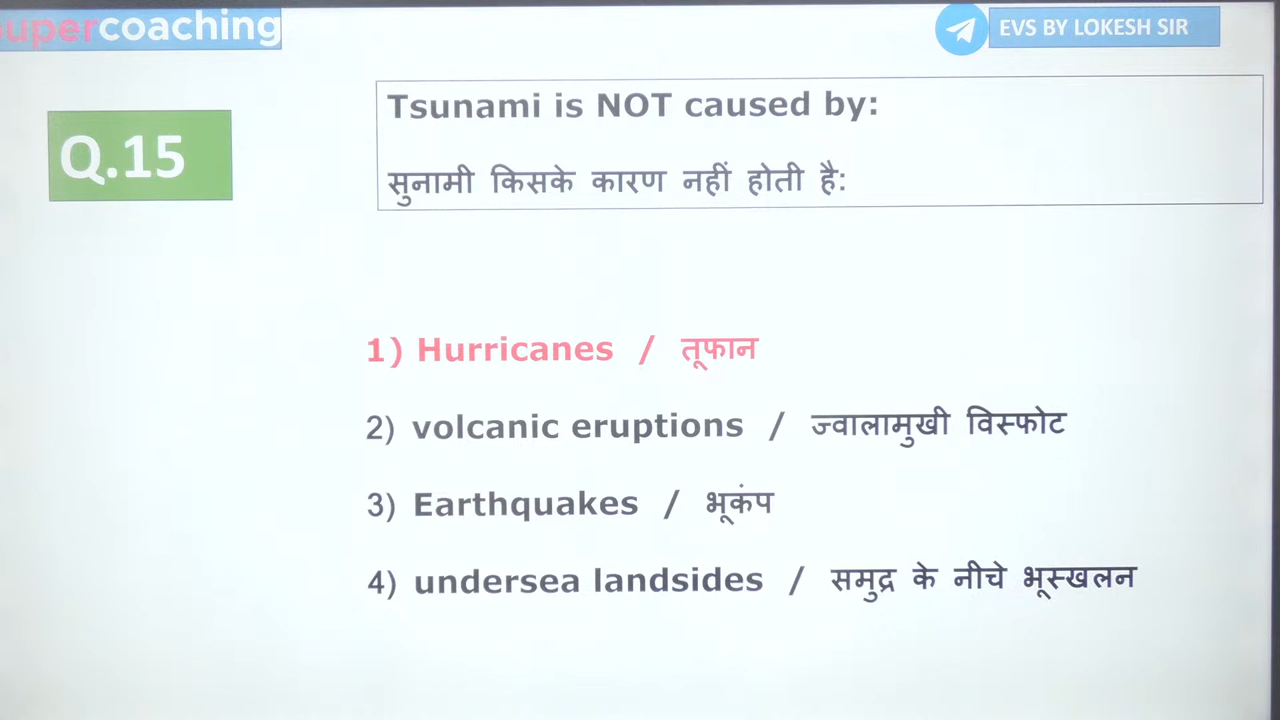 supercoaching
EVS BY LOKESH SIR
Q.15
Tsunami is NOT caused by:
सुनामी किसके कारण नहीं होती है:
1) Hurricanes / तूफान
2) volcanic eruptions / ज्वालामुखी विस्फोट
3) Earthquakes / भूकंप
4) undersea landsides / समुद्र के नीचे भूस्खलन